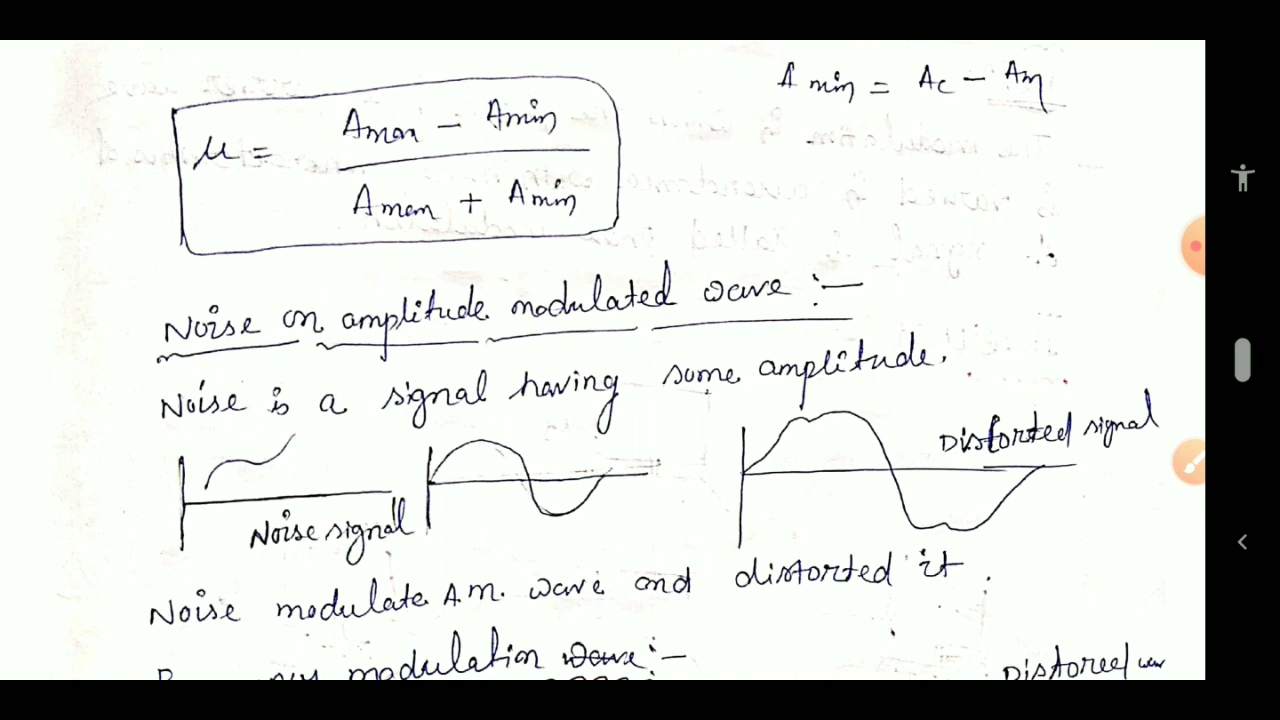 A min = Ac - Am
μ = Amax - Amin
Amax + Amin
Noise on amplitude modulated wave :-
Noise is a signal having some amplitude.
Distorted signal
Noise signal
Noise modulate A.M. wave and distorted it.
modulation wave :-